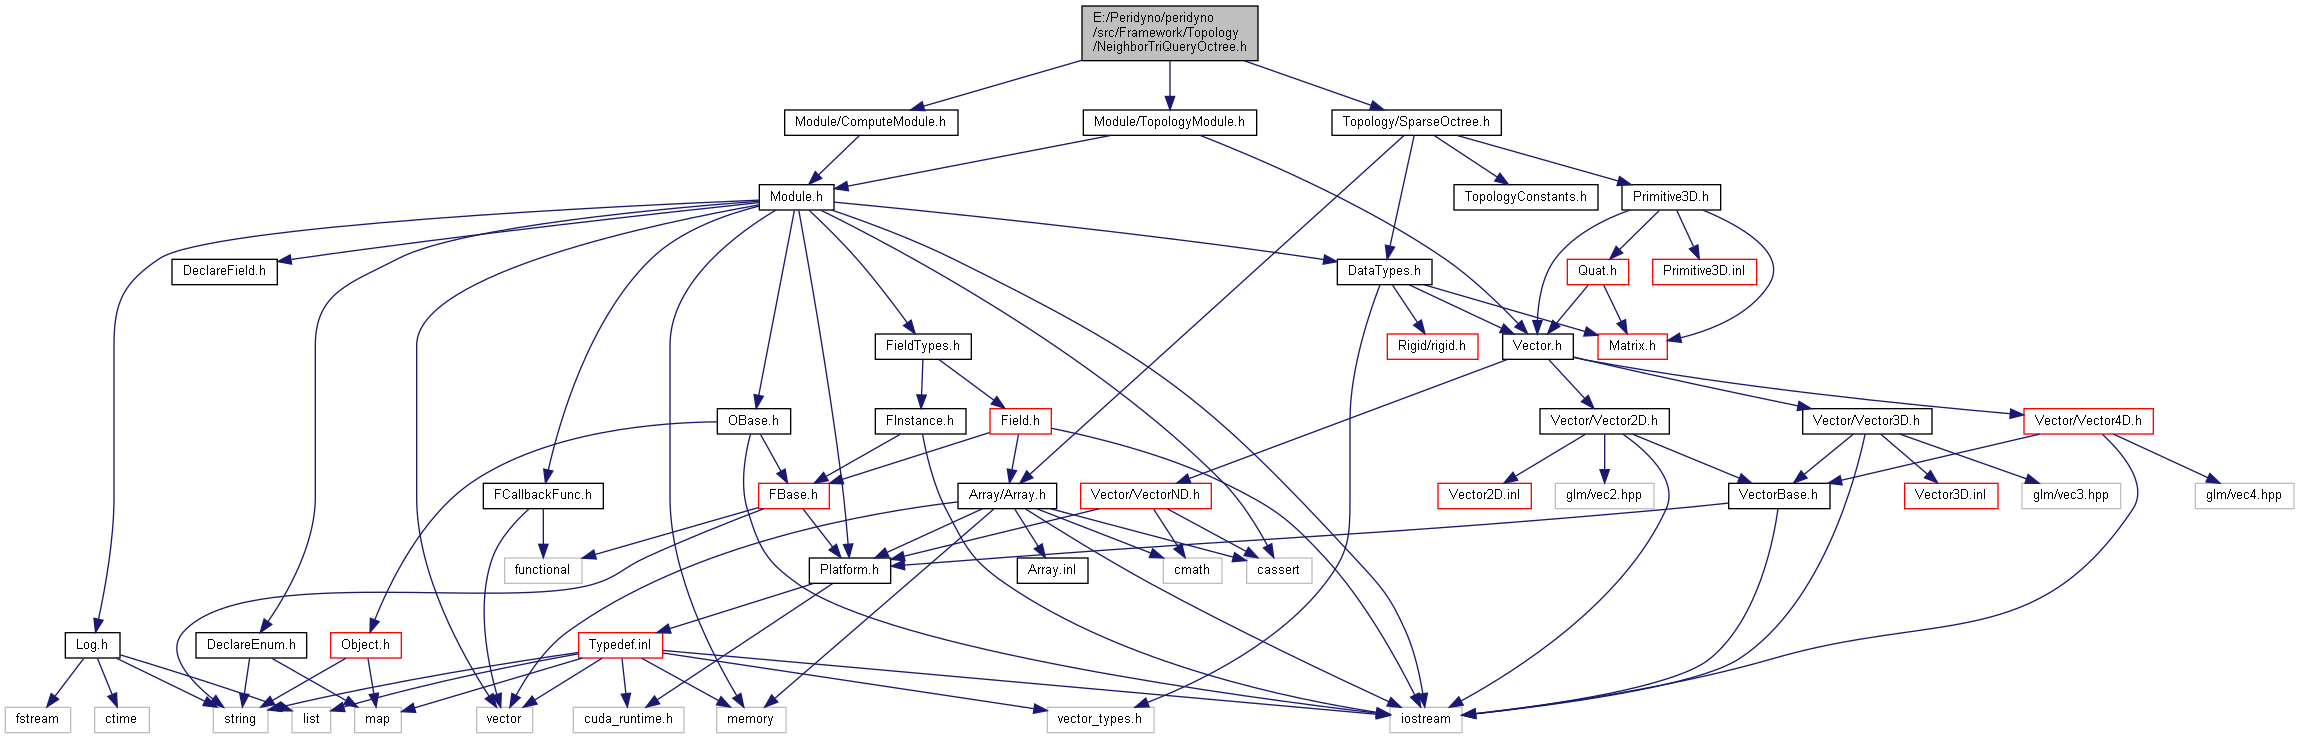 E:/Peridyno/peridyno
/src/Framework/Topology
/NeighborTriQueryOctree.h
Module/ComputeModule.h
Module/TopologyModule.h
Topology/SparseOctree.h
Module.h
TopologyConstants.h
Primitive3D.h
DeclareField.h
DataTypes.h
Quat.h
Primitive3D.inl
FieldTypes.h
Rigid/rigid.h
Vector.h
Matrix.h
OBase.h
FInstance.h
Field.h
Vector/Vector2D.h
Vector/Vector3D.h
Vector/Vector4D.h
FCallbackFunc.h
FBase.h
Array/Array.h
Vector/VectorND.h
Vector2D.inl
glm/vec2.hpp
VectorBase.h
Vector3D.inl
glm/vec3.hpp
glm/vec4.hpp
functional
Platform.h
Array.inl
cmath
cassert
Log.h
DeclareEnum.h
Object.h
Typedef.inl
fstream
ctime
string
list
map
vector
cuda_runtime.h
memory
vector_types.h
iostream